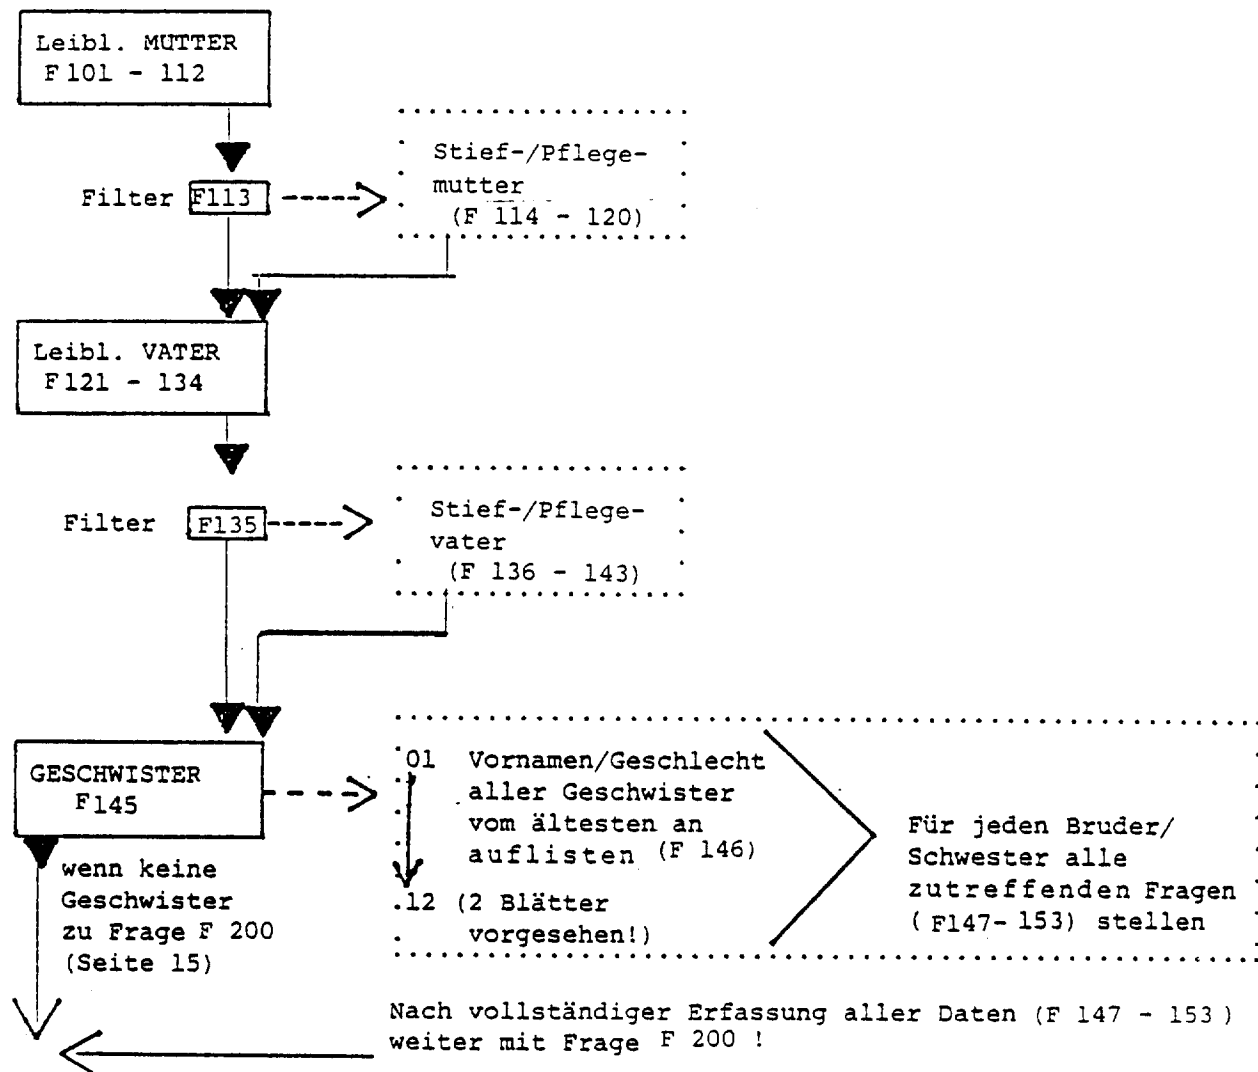 Leibl. MUTTER
F 101 - 112
Filter F113
Stief-/Pflege-
mutter
(F 114 - 120)
Leibl. VATER
F 121 - 134
Filter F135
Stief-/Pflege-
vater
(F 136 - 143)
GESCHWISTER
F 145
wenn keine
Geschwister
zu Frage F 200
(Seite 15)
01 Vornamen/Geschlecht
aller Geschwister
vom ältesten an
auflisten (F 146)
12 (2 Blätter
vorgesehen!)
Für jeden Bruder/
Schwester alle
zutreffenden Fragen
(F147- 153) stellen
Nach vollständiger Erfassung aller Daten (F 147 - 153)
weiter mit Frage F 200 !